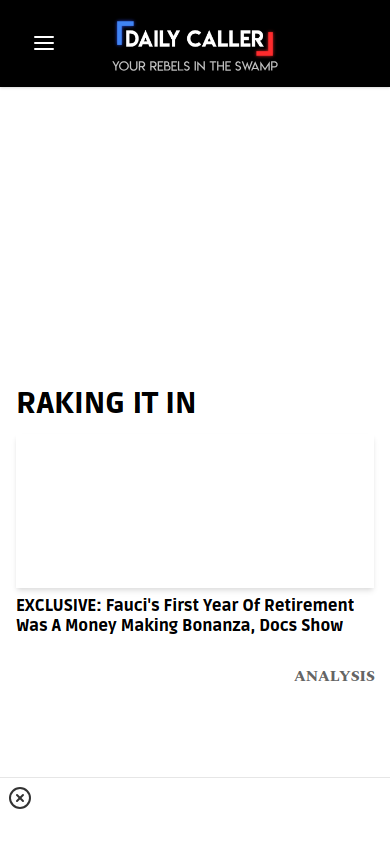 DAILY CALLER
YOUR REBELS IN THE SWAMP
RAKING IT IN
EXCLUSIVE: Fauci's First Year Of Retirement
Was A Money Making Bonanza, Docs Show
ANALYSIS